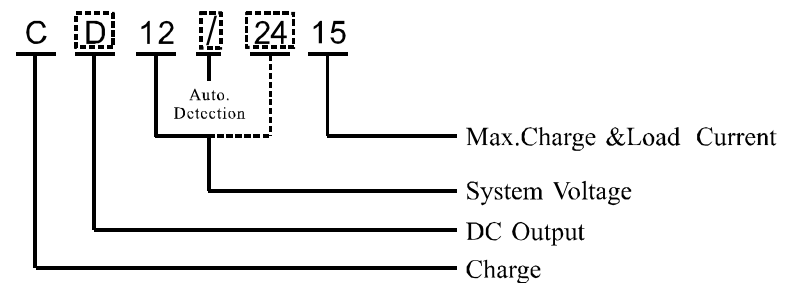 C D 12 / 24 15
Auto.
Detection
Max.Charge &Load Current
System Voltage
DC Output
Charge